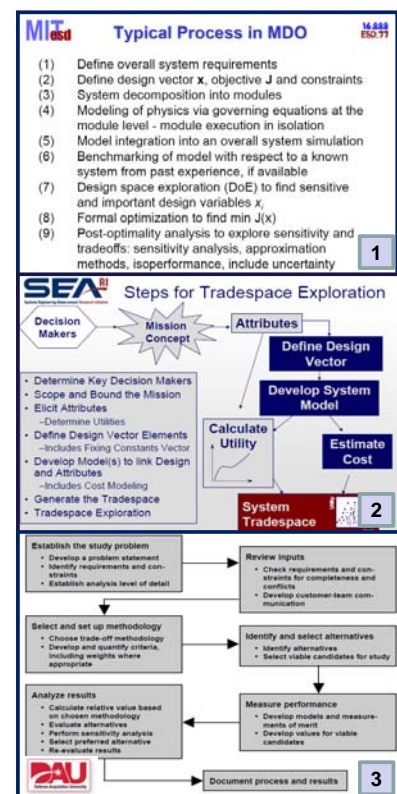 MITesd
Typical Process in MDO
16.888
ESD.77
(1) Define overall system requirements
(2) Define design vector x, objective J and constraints
(3) System decomposition into modules
(4) Modeling of physics via governing equations at the
module level - module execution in isolation
(5) Model integration into an overall system simulation
(6) Benchmarking of model with respect to a known
system from past experience, if available
(7) Design space exploration (DoE) to find sensitive
and important design variables xi
(8) Formal optimization to find min J(x)
(9) Post-optimality analysis to explore sensitivity and
tradeoffs: sensitivity analysis, approximation
methods, isoperformance, include uncertainty
1
SEAri
Steps for Tradespace Exploration
Decision
Makers
Mission
Concept
Attributes
Define Design
Vector
Develop System
Model
Calculate
Utility
Estimate
Cost
System
Tradespace
• Determine Key Decision Makers
• Scope and Bound the Mission
• Elicit Attributes
–Determine Utilities
• Define Design Vector Elements
–Includes Fixing Constants Vector
• Develop Model(s) to link Design
and Attributes
–Includes Cost Modeling
• Generate the Tradespace
• Tradespace Exploration
2
Establish the study problem
• Develop a problem statement
• Identify requirements and con-
straints
• Establish analysis level of detail
Review inputs
• Check requirements and con-
straints for completeness and
conflicts
• Develop customer-team com-
munication
Select and set up methodology
• Choose trade-off methodology
• Develop and quantify criteria,
including weights where
appropriate
Identify and select alternatives
• Identify alternatives
• Select viable candidates for study
Analyze results
• Calculate relative value based
on chosen methodology
• Evaluate alternatives
• Perform sensitivity analysis
• Select preferred alternative
• Re-evaluate results
Measure performance
• Develop models and measure-
ments of merit
• Develop values for viable
candidates
DAU
Document process and results
3